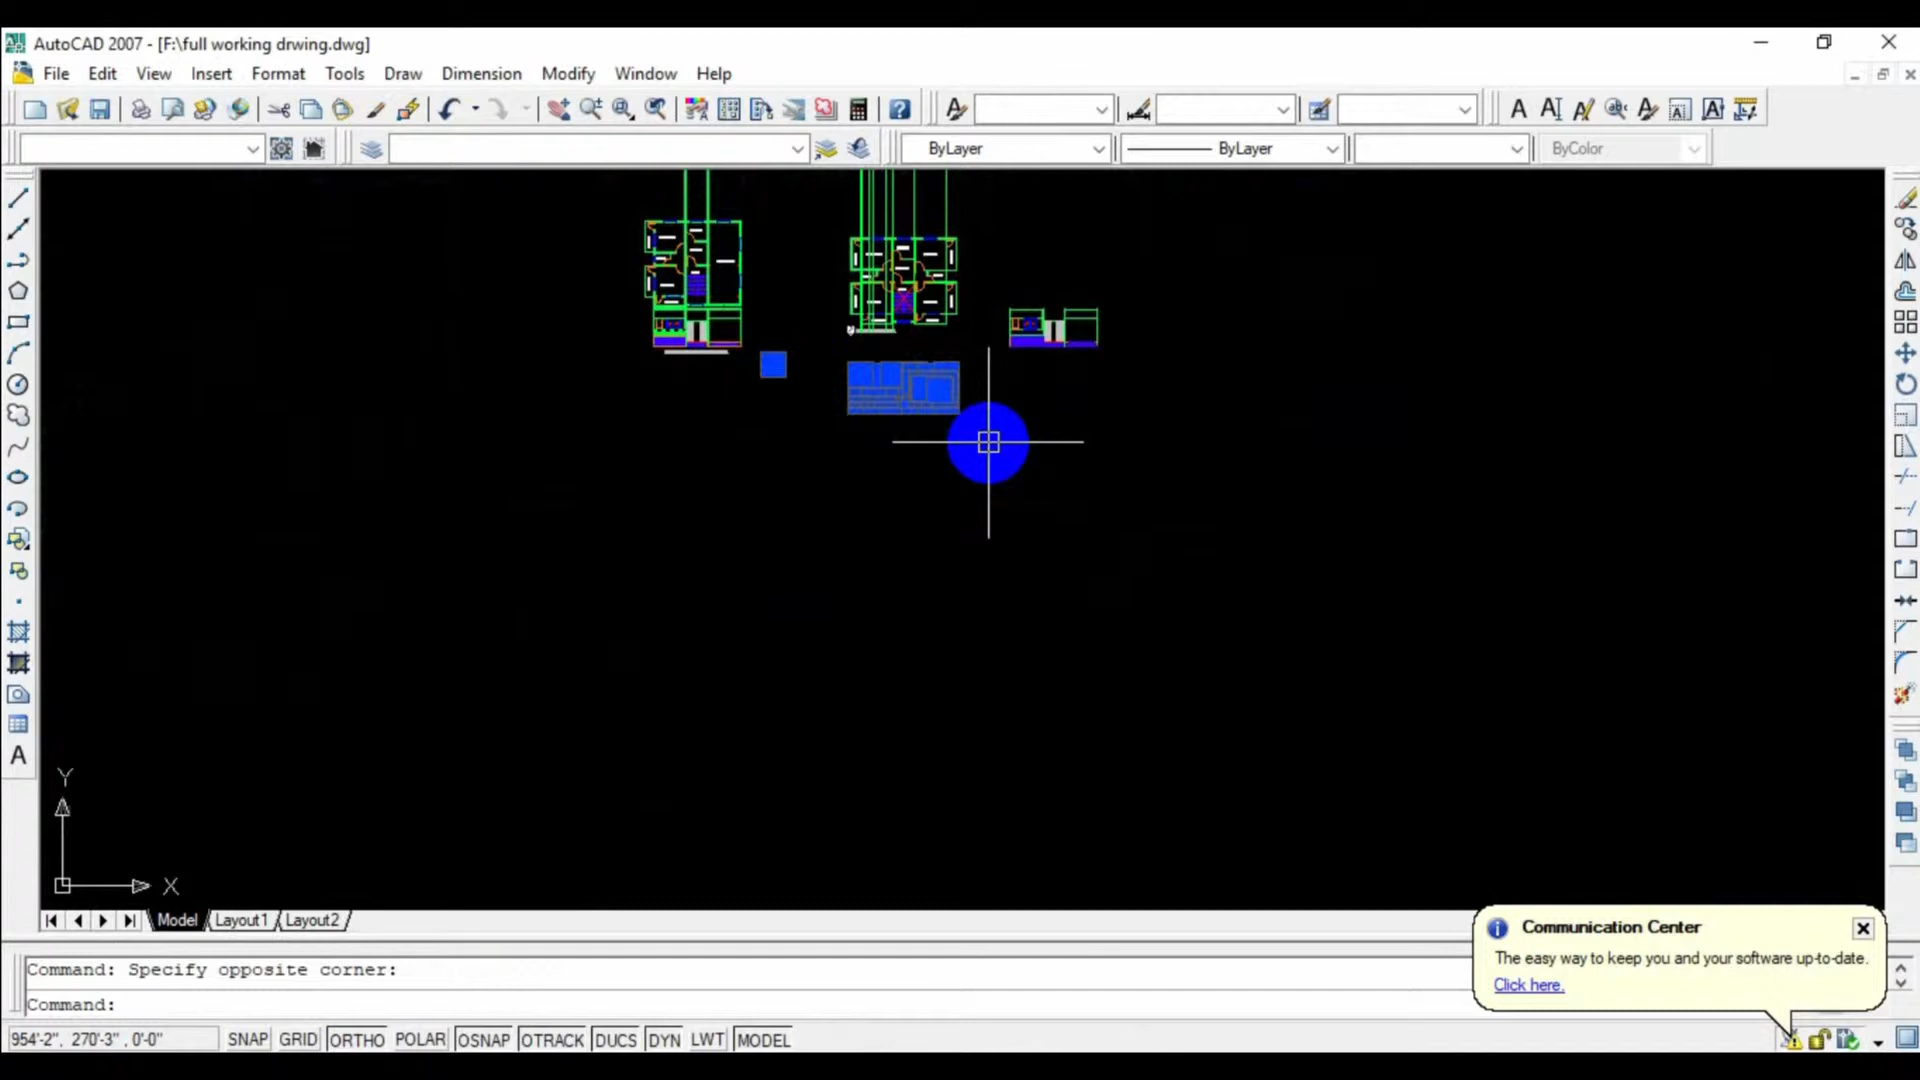 AutoCAD 2007 - [F:\full working drwing.dwg]
File Edit View Insert Format Tools Draw Dimension Modify Window Help
ByLayer ByLayer ByColor
Y
X
Model Layout1 Layout2
Command: Specify opposite corner:
Command:
Communication Center
The easy way to keep you and your software up-to-date.
Click here.
954'-2", 270'-3" , 0'-0" SNAP GRID ORTHO POLAR OSNAP OTRACK DUCS DYN LWT MODEL